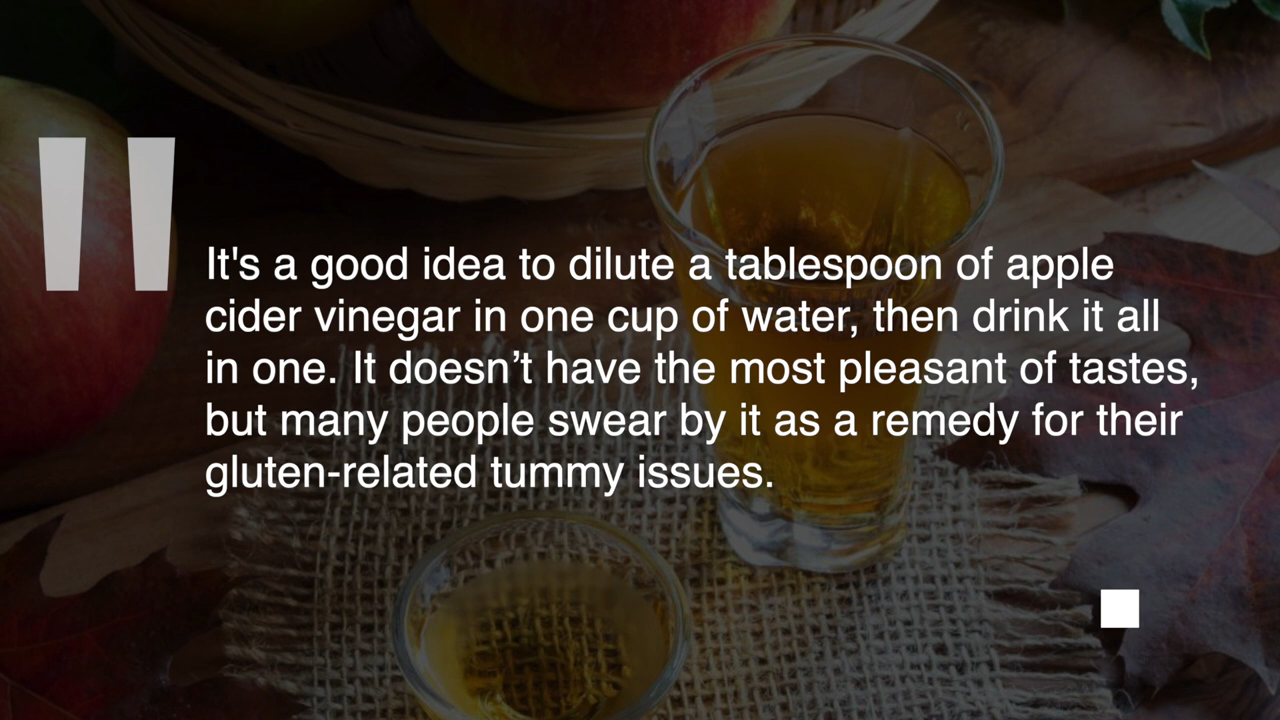 "
It's a good idea to dilute a tablespoon of apple
cider vinegar in one cup of water, then drink it all
in one. It doesn’t have the most pleasant of tastes,
but many people swear by it as a remedy for their
gluten-related tummy issues.